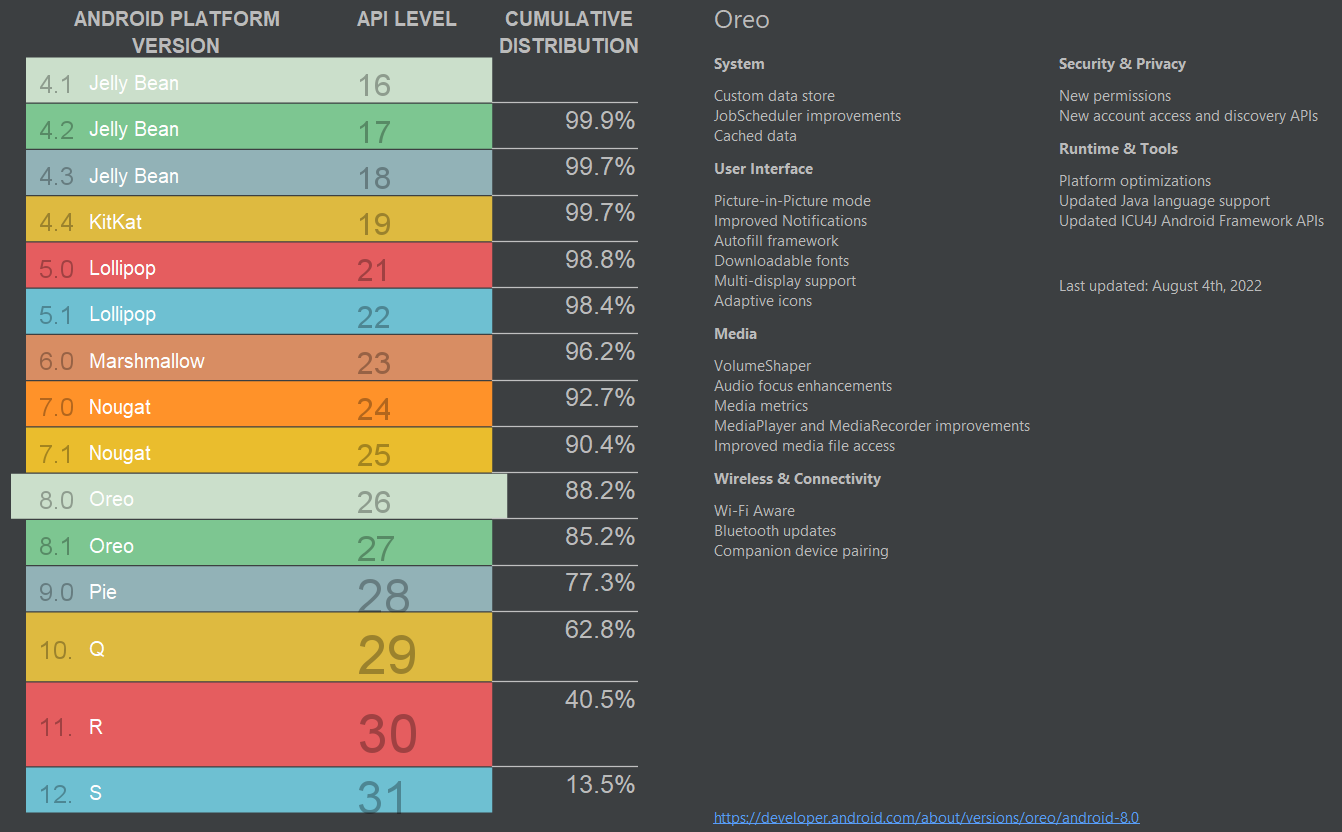 ANDROID PLATFORM
VERSION
API LEVEL
CUMULATIVE
DISTRIBUTION
4.1 Jelly Bean 16
99.9%
4.2 Jelly Bean 17
99.7%
4.3 Jelly Bean 18
99.7%
4.4 KitKat 19
98.8%
5.0 Lollipop 21
98.4%
5.1 Lollipop 22
96.2%
6.0 Marshmallow 23
92.7%
7.0 Nougat 24
90.4%
7.1 Nougat 25
88.2%
8.0 Oreo 26
85.2%
8.1 Oreo 27
77.3%
9.0 Pie 28
62.8%
10. Q 29
40.5%
11. R 30
13.5%
12. S 31
Oreo
System
Custom data store
JobScheduler improvements
Cached data
User Interface
Picture-in-Picture mode
Improved Notifications
Autofill framework
Downloadable fonts
Multi-display support
Adaptive icons
Media
VolumeShaper
Audio focus enhancements
Media metrics
MediaPlayer and MediaRecorder improvements
Improved media file access
Wireless & Connectivity
Wi-Fi Aware
Bluetooth updates
Companion device pairing
Security & Privacy
New permissions
New account access and discovery APIs
Runtime & Tools
Platform optimizations
Updated Java language support
Updated ICU4J Android Framework APIs
Last updated: August 4th, 2022
https://developer.android.com/about/versions/oreo/android-8.0